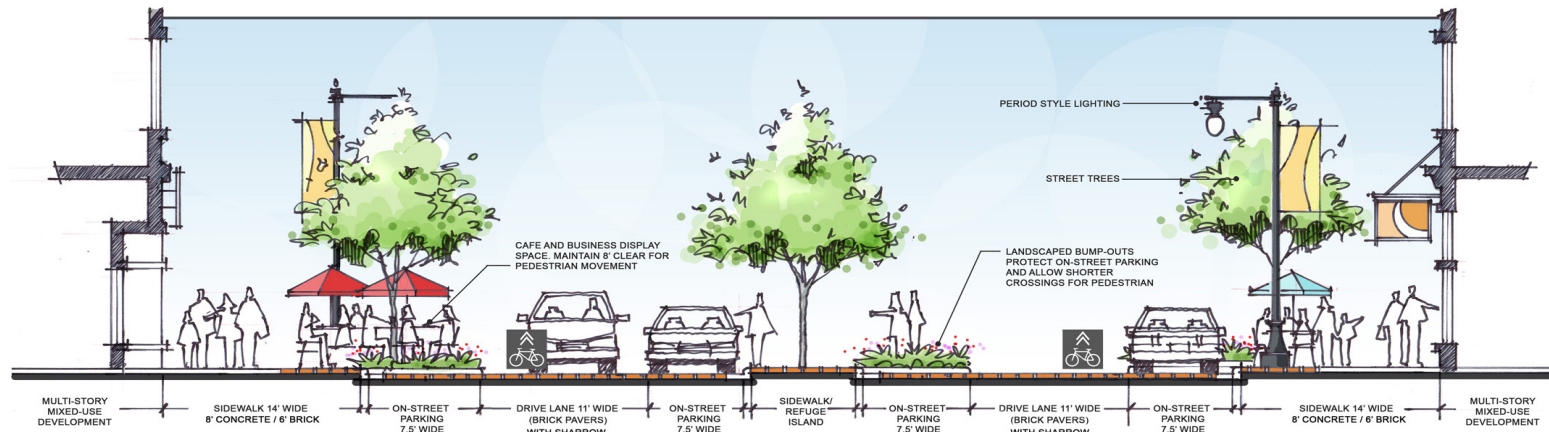 PERIOD STYLE LIGHTING
STREET TREES
CAFE AND BUSINESS DISPLAY
SPACE. MAINTAIN 8' CLEAR FOR
PEDESTRIAN MOVEMENT
LANDSCAPED BUMP-OUTS
PROTECT ON-STREET PARKING
AND ALLOW SHORTER
CROSSINGS FOR PEDESTRIAN
MULTI-STORY
MIXED-USE
DEVELOPMENT
SIDEWALK 14' WIDE
8' CONCRETE / 6' BRICK
ON-STREET
PARKING
7.5' WIDE
DRIVE LANE 11' WIDE
(BRICK PAVERS)
WITH SHARROW
ON-STREET
PARKING
7.5' WIDE
SIDEWALK/
REFUGE
ISLAND
ON-STREET
PARKING
7.5' WIDE
DRIVE LANE 11' WIDE
(BRICK PAVERS)
WITH SHARROW
ON-STREET
PARKING
7.5' WIDE
SIDEWALK 14' WIDE
8' CONCRETE / 6' BRICK
MULTI-STORY
MIXED-USE
DEVELOPMENT